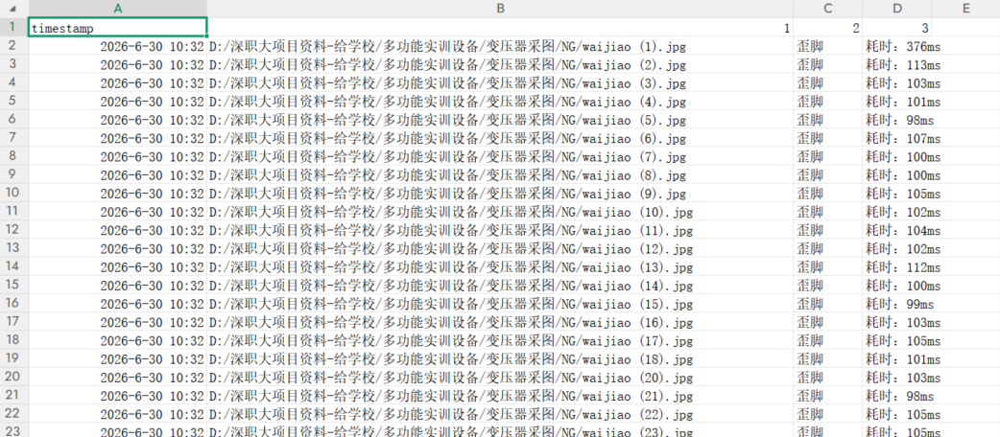 A B C D E
1 timestamp 1 2 3
2 2026-6-30 10:32 D:/深职大项目资料-给学校/多功能实训设备/变压器采图/NG/waijiao (1).jpg 歪脚 耗时：376ms
3 2026-6-30 10:32 D:/深职大项目资料-给学校/多功能实训设备/变压器采图/NG/waijiao (2).jpg 歪脚 耗时：113ms
4 2026-6-30 10:32 D:/深职大项目资料-给学校/多功能实训设备/变压器采图/NG/waijiao (3).jpg 歪脚 耗时：103ms
5 2026-6-30 10:32 D:/深职大项目资料-给学校/多功能实训设备/变压器采图/NG/waijiao (4).jpg 歪脚 耗时：101ms
6 2026-6-30 10:32 D:/深职大项目资料-给学校/多功能实训设备/变压器采图/NG/waijiao (5).jpg 歪脚 耗时：98ms
7 2026-6-30 10:32 D:/深职大项目资料-给学校/多功能实训设备/变压器采图/NG/waijiao (6).jpg 歪脚 耗时：107ms
8 2026-6-30 10:32 D:/深职大项目资料-给学校/多功能实训设备/变压器采图/NG/waijiao (7).jpg 歪脚 耗时：100ms
9 2026-6-30 10:32 D:/深职大项目资料-给学校/多功能实训设备/变压器采图/NG/waijiao (8).jpg 歪脚 耗时：100ms
10 2026-6-30 10:32 D:/深职大项目资料-给学校/多功能实训设备/变压器采图/NG/waijiao (9).jpg 歪脚 耗时：105ms
11 2026-6-30 10:32 D:/深职大项目资料-给学校/多功能实训设备/变压器采图/NG/waijiao (10).jpg 歪脚 耗时：102ms
12 2026-6-30 10:32 D:/深职大项目资料-给学校/多功能实训设备/变压器采图/NG/waijiao (11).jpg 歪脚 耗时：104ms
13 2026-6-30 10:32 D:/深职大项目资料-给学校/多功能实训设备/变压器采图/NG/waijiao (12).jpg 歪脚 耗时：102ms
14 2026-6-30 10:32 D:/深职大项目资料-给学校/多功能实训设备/变压器采图/NG/waijiao (13).jpg 歪脚 耗时：112ms
15 2026-6-30 10:32 D:/深职大项目资料-给学校/多功能实训设备/变压器采图/NG/waijiao (14).jpg 歪脚 耗时：100ms
16 2026-6-30 10:32 D:/深职大项目资料-给学校/多功能实训设备/变压器采图/NG/waijiao (15).jpg 歪脚 耗时：99ms
17 2026-6-30 10:32 D:/深职大项目资料-给学校/多功能实训设备/变压器采图/NG/waijiao (16).jpg 歪脚 耗时：103ms
18 2026-6-30 10:32 D:/深职大项目资料-给学校/多功能实训设备/变压器采图/NG/waijiao (17).jpg 歪脚 耗时：105ms
19 2026-6-30 10:32 D:/深职大项目资料-给学校/多功能实训设备/变压器采图/NG/waijiao (18).jpg 歪脚 耗时：101ms
20 2026-6-30 10:32 D:/深职大项目资料-给学校/多功能实训设备/变压器采图/NG/waijiao (20).jpg 歪脚 耗时：103ms
21 2026-6-30 10:32 D:/深职大项目资料-给学校/多功能实训设备/变压器采图/NG/waijiao (21).jpg 歪脚 耗时：98ms
22 2026-6-30 10:32 D:/深职大项目资料-给学校/多功能实训设备/变压器采图/NG/waijiao (22).jpg 歪脚 耗时：105ms
23 2026-6-30 10:32 D:/深职大项目资料-给学校/多功能实训设备/变压器采图/NG/waijiao (23).jpg 歪脚 耗时：105ms